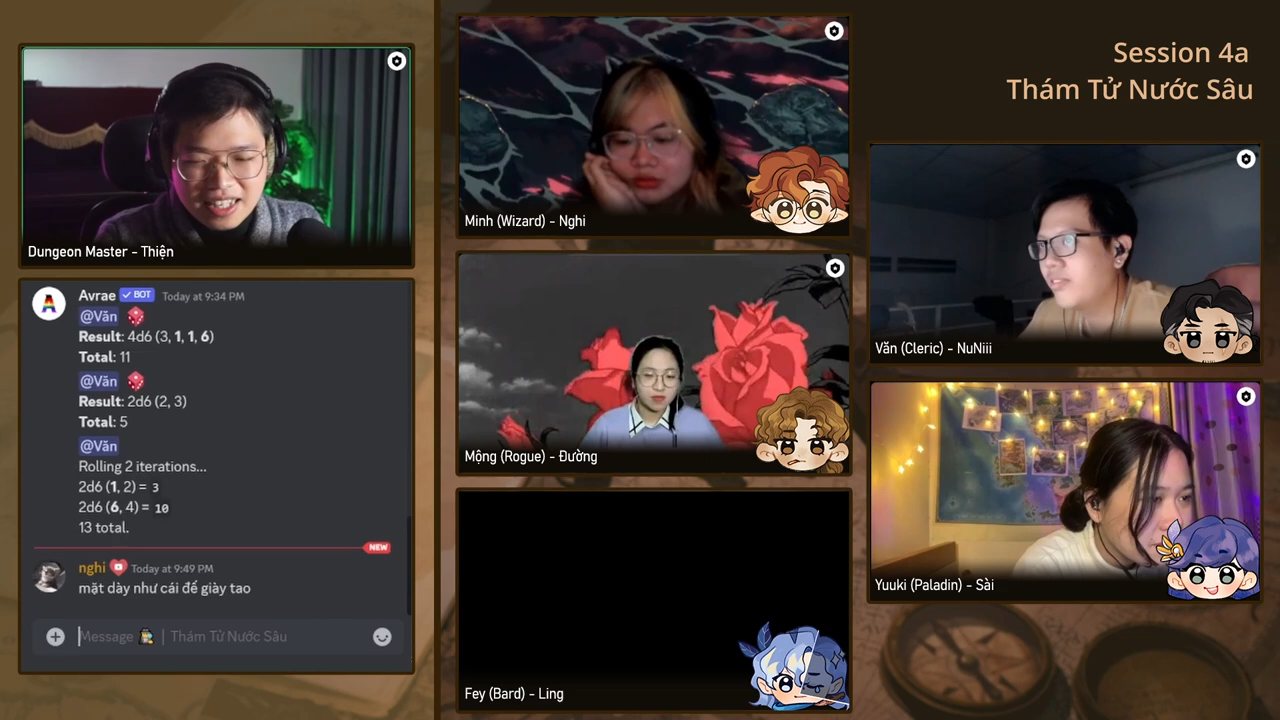 Session 4a
Thám Tử Nước Sâu
Dungeon Master - Thiện
Avrae ✓ BOT Today at 9:34 PM
@Văn
Result: 4d6 (3, 1, 1, 6)
Total: 11
@Văn
Result: 2d6 (2, 3)
Total: 5
@Văn
Rolling 2 iterations...
2d6 (1, 2) = 3
2d6 (6, 4) = 10
13 total.
NEW
nghi Today at 9:49 PM
mặt dày như cái đế giày tao
Message | Thám Tử Nước Sâu
Minh (Wizard) - Nghi
Mộng (Rogue) - Đường
Fey (Bard) - Ling
Văn (Cleric) - NuNiii
Yuuki (Paladin) - Sài